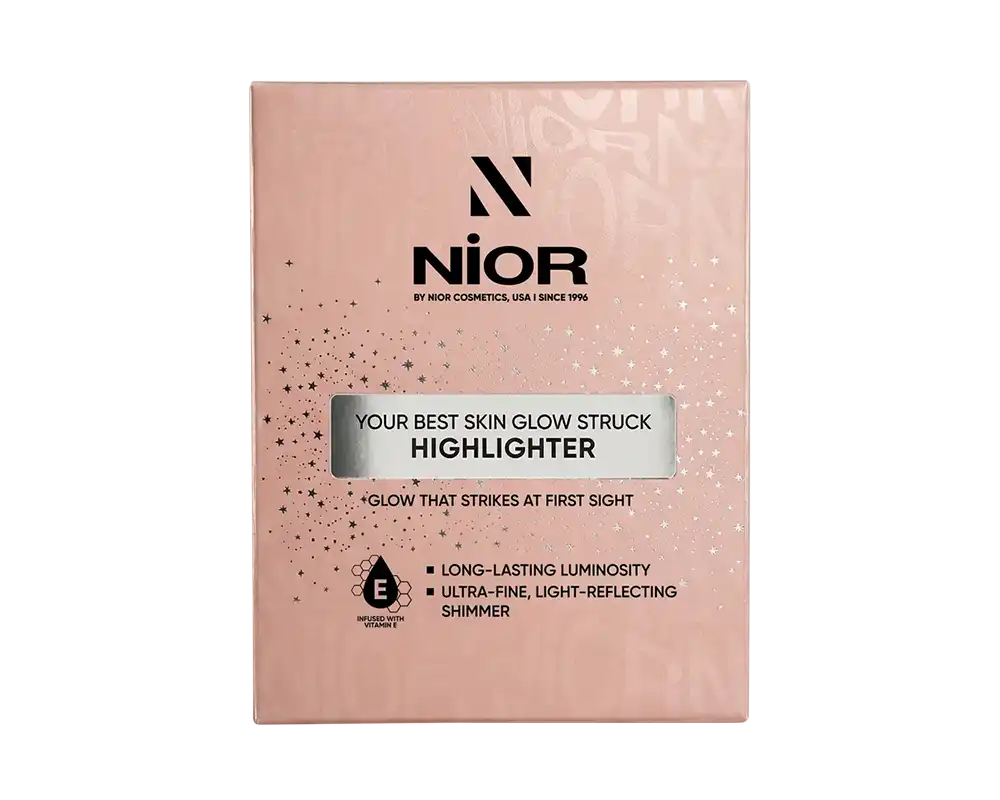 N
NiOR
BY NIOR COSMETICS, USA I SINCE 1996
YOUR BEST SKIN GLOW STRUCK
HIGHLIGHTER
GLOW THAT STRIKES AT FIRST SIGHT
E
INFUSED WITH
VITAMIN E
■ LONG-LASTING LUMINOSITY
■ ULTRA-FINE, LIGHT-REFLECTING
SHIMMER